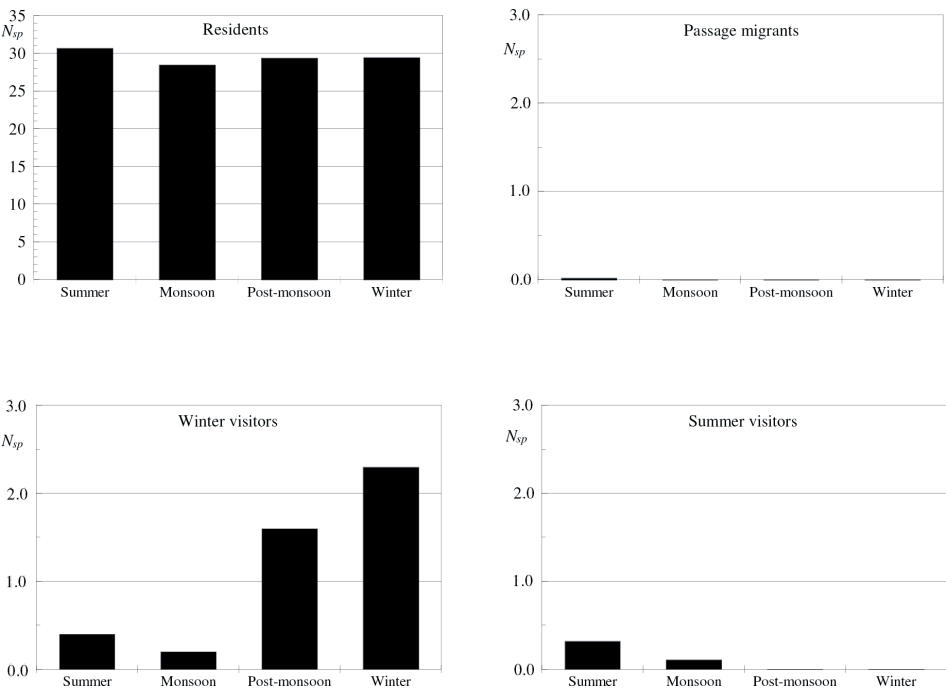 Residents
N_sp
35
30
25
20
15
10
5
0
Summer Monsoon Post-monsoon Winter
Passage migrants
N_sp
3.0
2.0
1.0
0.0
Summer Monsoon Post-monsoon Winter
Winter visitors
N_sp
3.0
2.0
1.0
0.0
Summer Monsoon Post-monsoon Winter
Summer visitors
N_sp
3.0
2.0
1.0
0.0
Summer Monsoon Post-monsoon Winter